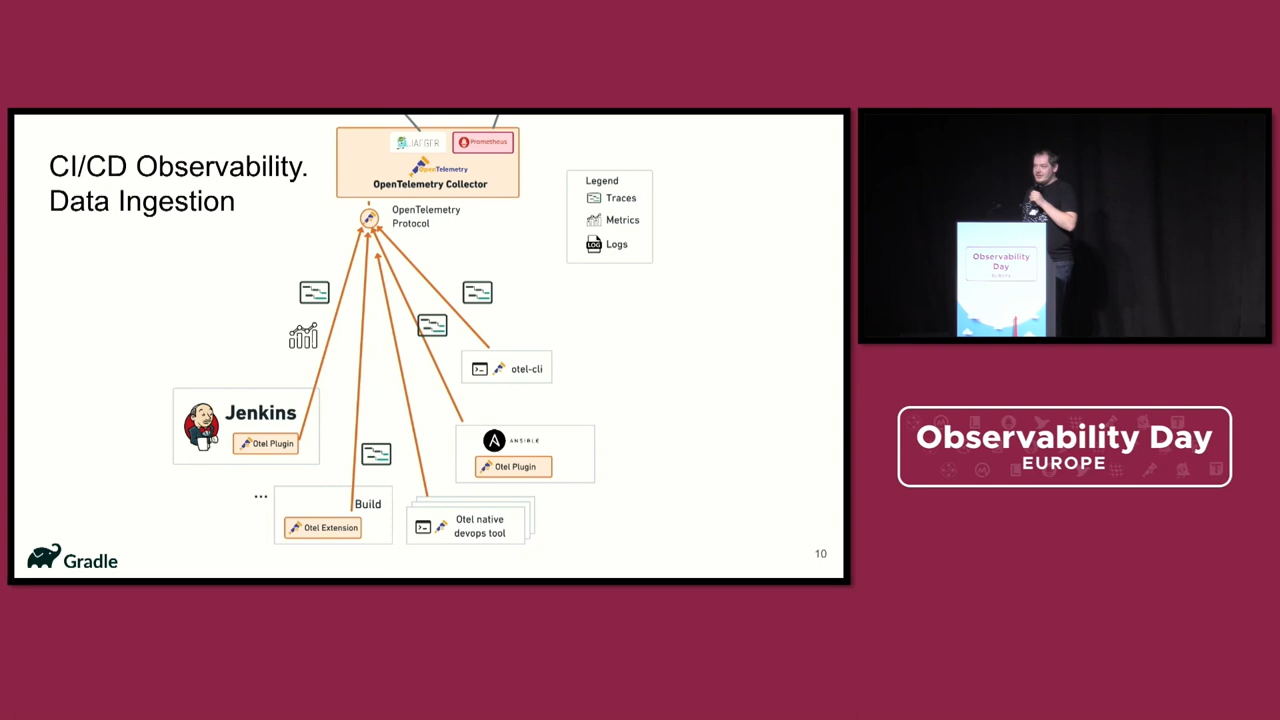 CI/CD Observability.
Data Ingestion
JAEGER
Prometheus
OpenTelemetry
OpenTelemetry Collector
OpenTelemetry
Protocol
Legend
Traces
Metrics
LOG
Logs
otel-cli
Jenkins
Otel Plugin
A
ANSIBLE
Otel Plugin
...
Build
Otel Extension
Otel native
devops tool
Gradle
10
Observability
Day
EUROPE
Observability Day
EUROPE